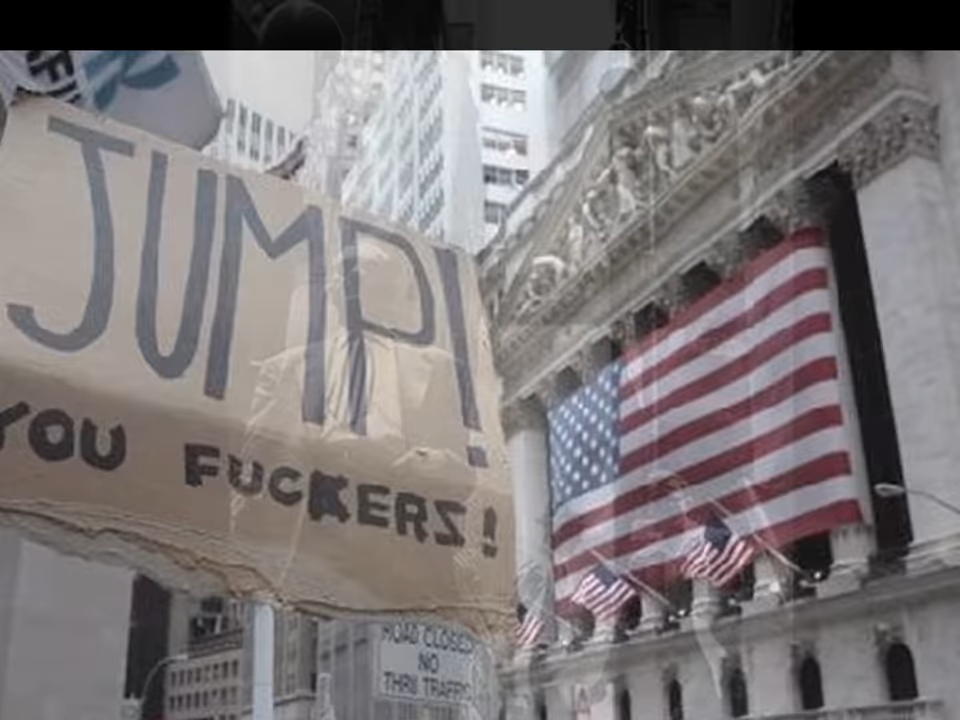 JUMP!
YOU FUCKERS!
ROAD CLOSED
NO
THRU TRAFFIC